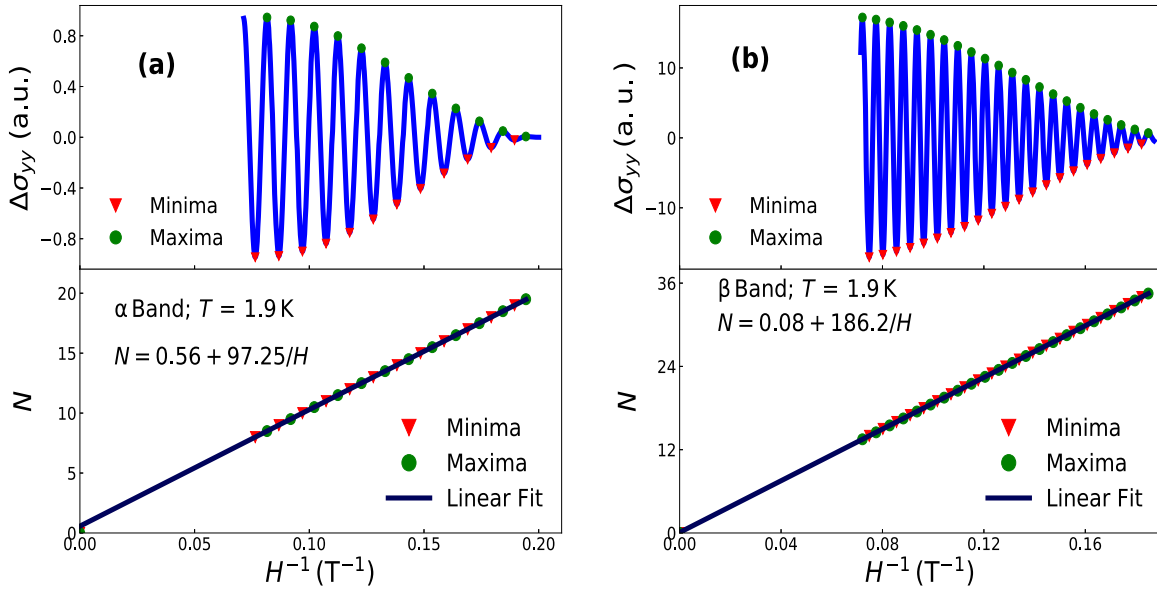 (a)
Δσyy (a.u.)
0.8
0.4
0.0
−0.4
−0.8
Minima
Maxima
α Band; T = 1.9 K
N = 0.56 + 97.25/H
N
20
15
10
5
0
Minima
Maxima
Linear Fit
0.00 0.05 0.10 0.15 0.20
H−1 (T−1)
(b)
Δσyy (a. u.)
10
0
−10
Minima
Maxima
β Band; T = 1.9 K
N = 0.08 + 186.2/H
N
36
24
12
0
Minima
Maxima
Linear Fit
0.00 0.08 0.12 0.16
H−1 (T−1)